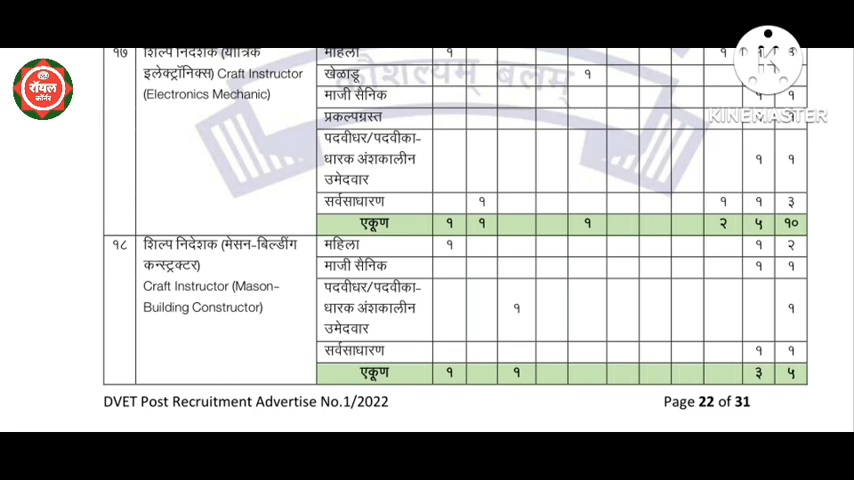 १७ शिल्प निदेशक (यांत्रिक महिला १ १ १ ३
इलेक्ट्रॉनिक्स) Craft Instructor खेळाडू १
(Electronics Mechanic) माजी सैनिक १ १
प्रकल्पग्रस्त
पदवीधर/पदवीका-
धारक अंशकालीन १ १
उमेदवार
सर्वसाधारण १ १ १ ३
एकूण १ १ १ २ ५ १०
१८ शिल्प निदेशक (मेसन-बिल्डींग महिला १ १ २
कन्स्ट्रक्टर) माजी सैनिक १ १
Craft Instructor (Mason- पदवीधर/पदवीका-
Building Constructor) धारक अंशकालीन १ १
उमेदवार
सर्वसाधारण १ १
एकूण १ १ ३ ५
DVET Post Recruitment Advertise No.1/2022 Page 22 of 31
कौशल्यम् बलम्
रॉयल
कॉर्नर
KINEMASTER